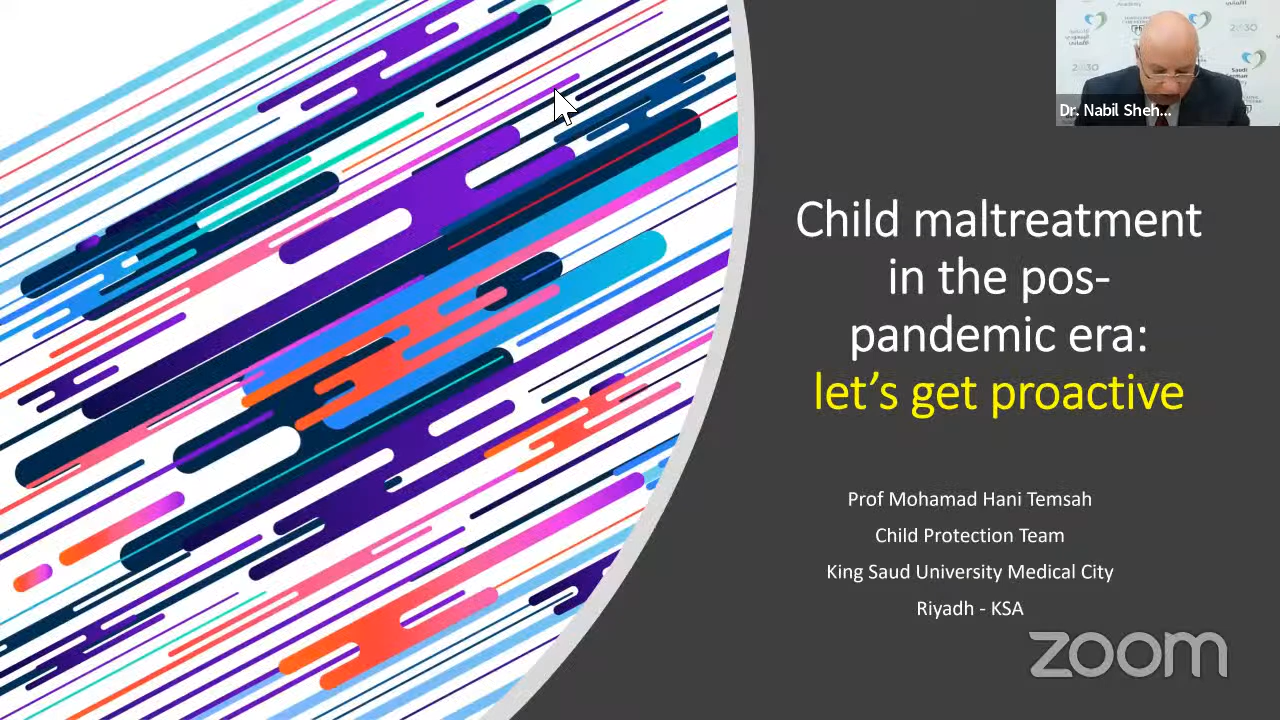 Dr. Nabil Sheh...
Child maltreatment
in the pos-
pandemic era:
let’s get proactive
Prof Mohamad Hani Temsah
Child Protection Team
King Saud University Medical City
Riyadh - KSA
zoom